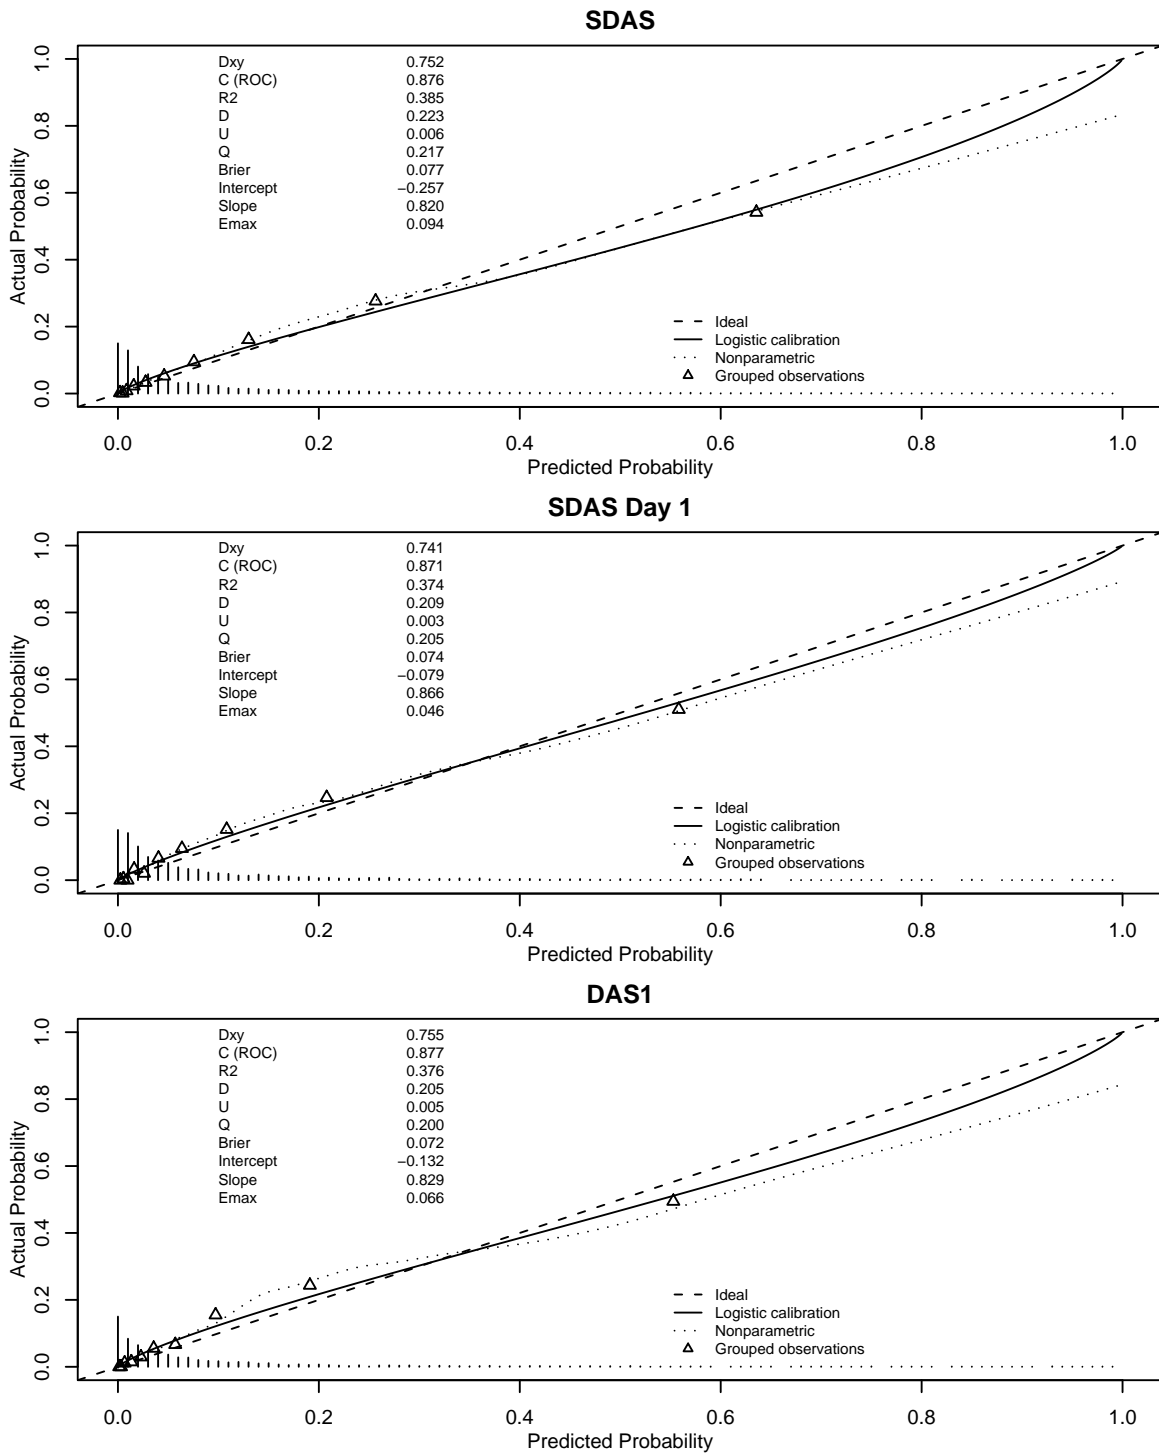 SDAS
Dxy 0.752
C (ROC) 0.876
R2 0.385
D 0.223
U 0.006
Q 0.217
Brier 0.077
Intercept −0.257
Slope 0.820
Emax 0.094
Actual Probability
1.0
0.8
0.6
0.4
0.2
0.0
Ideal
Logistic calibration
Nonparametric
Grouped observations
0.0 0.2 0.4 0.6 0.8 1.0
Predicted Probability
SDAS Day 1
Dxy 0.741
C (ROC) 0.871
R2 0.374
D 0.209
U 0.003
Q 0.205
Brier 0.074
Intercept −0.079
Slope 0.866
Emax 0.046
Actual Probability
1.0
0.8
0.6
0.4
0.2
0.0
Ideal
Logistic calibration
Nonparametric
Grouped observations
0.0 0.2 0.4 0.6 0.8 1.0
Predicted Probability
DAS1
Dxy 0.755
C (ROC) 0.877
R2 0.376
D 0.205
U 0.005
Q 0.200
Brier 0.072
Intercept −0.132
Slope 0.829
Emax 0.066
Actual Probability
1.0
0.8
0.6
0.4
0.2
0.0
Ideal
Logistic calibration
Nonparametric
Grouped observations
0.0 0.2 0.4 0.6 0.8 1.0
Predicted Probability